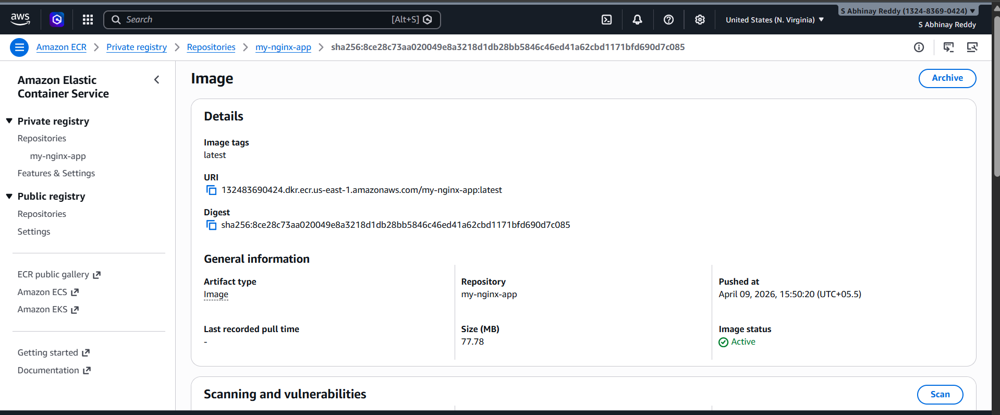 aws
Search
[Alt+S]
United States (N. Virginia)
S Abhinay Reddy (1324-8369-0424)
S Abhinay Reddy
Amazon ECR
Private registry
Repositories
my-nginx-app
sha256:8ce28c73aa020049e8a3218d1db28bb5846c46ed41a62cbd1171bfd690d7c085
Amazon Elastic
Container Service
Private registry
Repositories
my-nginx-app
Features & Settings
Public registry
Repositories
Settings
ECR public gallery
Amazon ECS
Amazon EKS
Getting started
Documentation
Image
Archive
Details
Image tags
latest
URI
132483690424.dkr.ecr.us-east-1.amazonaws.com/my-nginx-app:latest
Digest
sha256:8ce28c73aa020049e8a3218d1db28bb5846c46ed41a62cbd1171bfd690d7c085
General information
Artifact type
Image
Repository
my-nginx-app
Pushed at
April 09, 2026, 15:50:20 (UTC+05.5)
Last recorded pull time
-
Size (MB)
77.78
Image status
Active
Scanning and vulnerabilities
Scan